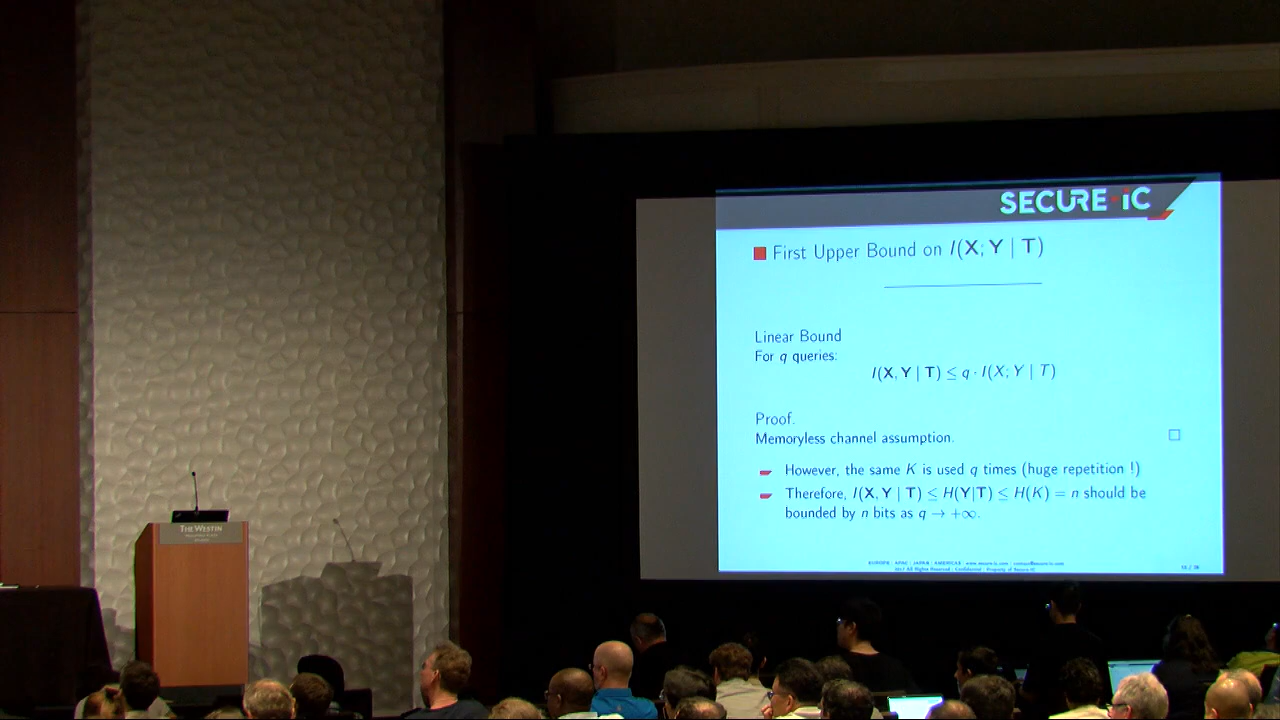 SECURE-IC
First Upper Bound on I(X; Y | T)
Linear Bound
For q queries:
I(X, Y | T) ≤ q · I(X; Y | T)
Proof.
Memoryless channel assumption.
However, the same K is used q times (huge repetition !)
Therefore, I(X, Y | T) ≤ H(Y|T) ≤ H(K) = n should be
bounded by n bits as q → +∞.
THE WESTIN